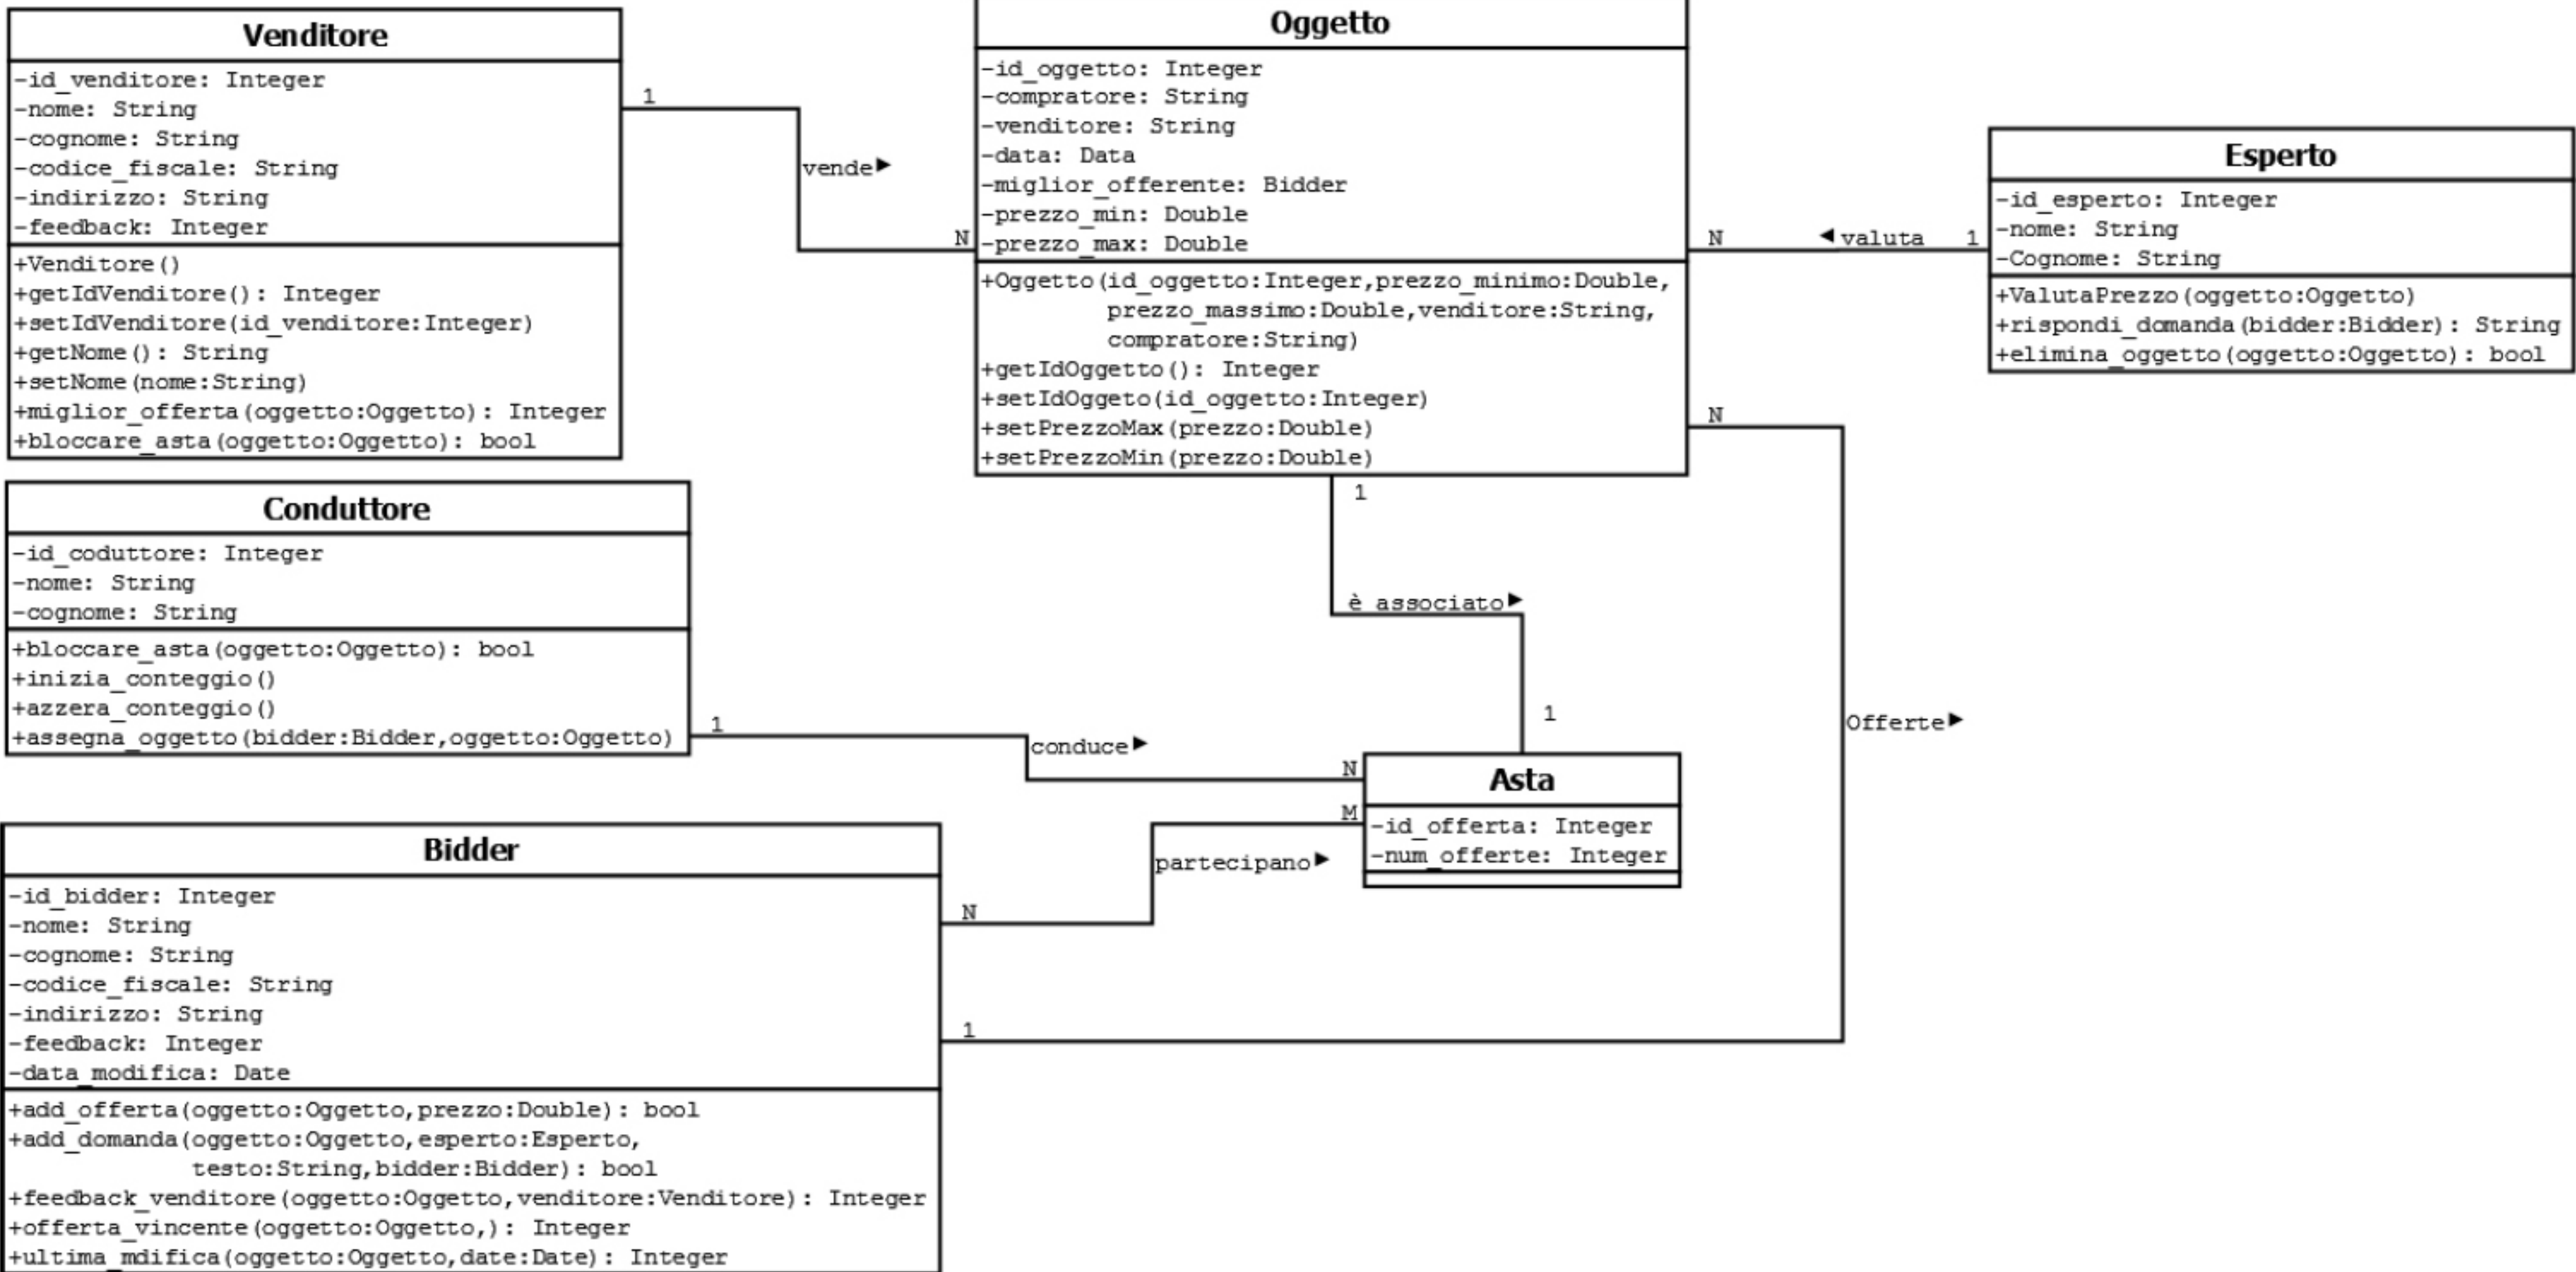 Venditore
-id_venditore: Integer
-nome: String
-cognome: String
-codice_fiscale: String
-indirizzo: String
-feedback: Integer
+Venditore()
+getIdVenditore(): Integer
+setIdVenditore(id_venditore:Integer)
+getNome(): String
+setNome(nome:String)
+miglior_offerta(oggetto:Oggetto): Integer
+bloccare_asta(oggetto:Oggetto): bool
1
vende►
N
Oggetto
-id_oggetto: Integer
-compratore: String
-venditore: String
-data: Data
-miglior_offerente: Bidder
-prezzo_min: Double
-prezzo_max: Double
+Oggetto(id_oggetto:Integer,prezzo_minimo:Double,
prezzo_massimo:Double,venditore:String,
compratore:String)
+getIdOggetto(): Integer
+setIdOggeto(id_oggetto:Integer)
+setPrezzoMax(prezzo:Double)
+setPrezzoMin(prezzo:Double)
N ◄valuta 1
Esperto
-id_esperto: Integer
-nome: String
-Cognome: String
+ValutaPrezzo(oggetto:Oggetto)
+rispondi_domanda(bidder:Bidder): String
+elimina_oggetto(oggetto:Oggetto): bool
N
Offerte►
1
1
è associato►
1
Conduttore
-id_coduttore: Integer
-nome: String
-cognome: String
+bloccare_asta(oggetto:Oggetto): bool
+inizia_conteggio()
+azzera_conteggio()
+assegna_oggetto(bidder:Bidder,oggetto:Oggetto)
1
conduce►
N
Asta
-id_offerta: Integer
-num_offerte: Integer
M
partecipano►
N
Bidder
-id_bidder: Integer
-nome: String
-cognome: String
-codice_fiscale: String
-indirizzo: String
-feedback: Integer
-data_modifica: Date
+add_offerta(oggetto:Oggetto,prezzo:Double): bool
+add_domanda(oggetto:Oggetto,esperto:Esperto,
testo:String,bidder:Bidder): bool
+feedback_venditore(oggetto:Oggetto,venditore:Venditore): Integer
+offerta_vincente(oggetto:Oggetto,): Integer
+ultima_mdifica(oggetto:Oggetto,date:Date): Integer